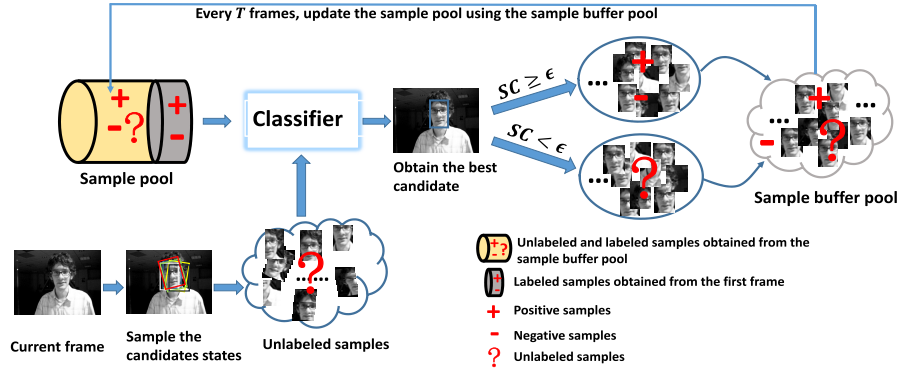 Every T frames, update the sample pool using the sample buffer pool
+
-
?
+
-
Sample pool
Classifier
Obtain the best
candidate
SC ≥ ϵ
SC < ϵ
...
+
-
...
?
...
+
...
-
?
Sample buffer pool
Current frame
Sample the
candidates states
?
......
Unlabeled samples
+
-?
Unlabeled and labeled samples obtained from the
sample buffer pool
+
-
Labeled samples obtained from the first frame
+ Positive samples
- Negative samples
? Unlabeled samples